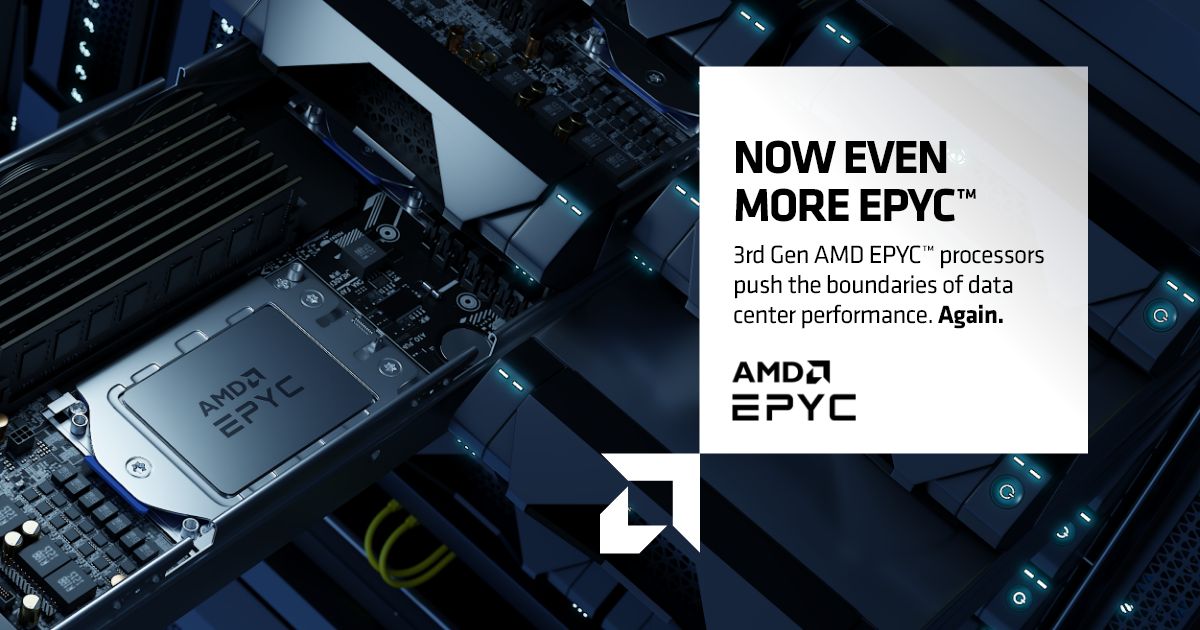 NOW EVEN
MORE EPYC™
3rd Gen AMD EPYC™ processors
push the boundaries of data
center performance. Again.
AMD
EPYC
AMD
EPYC